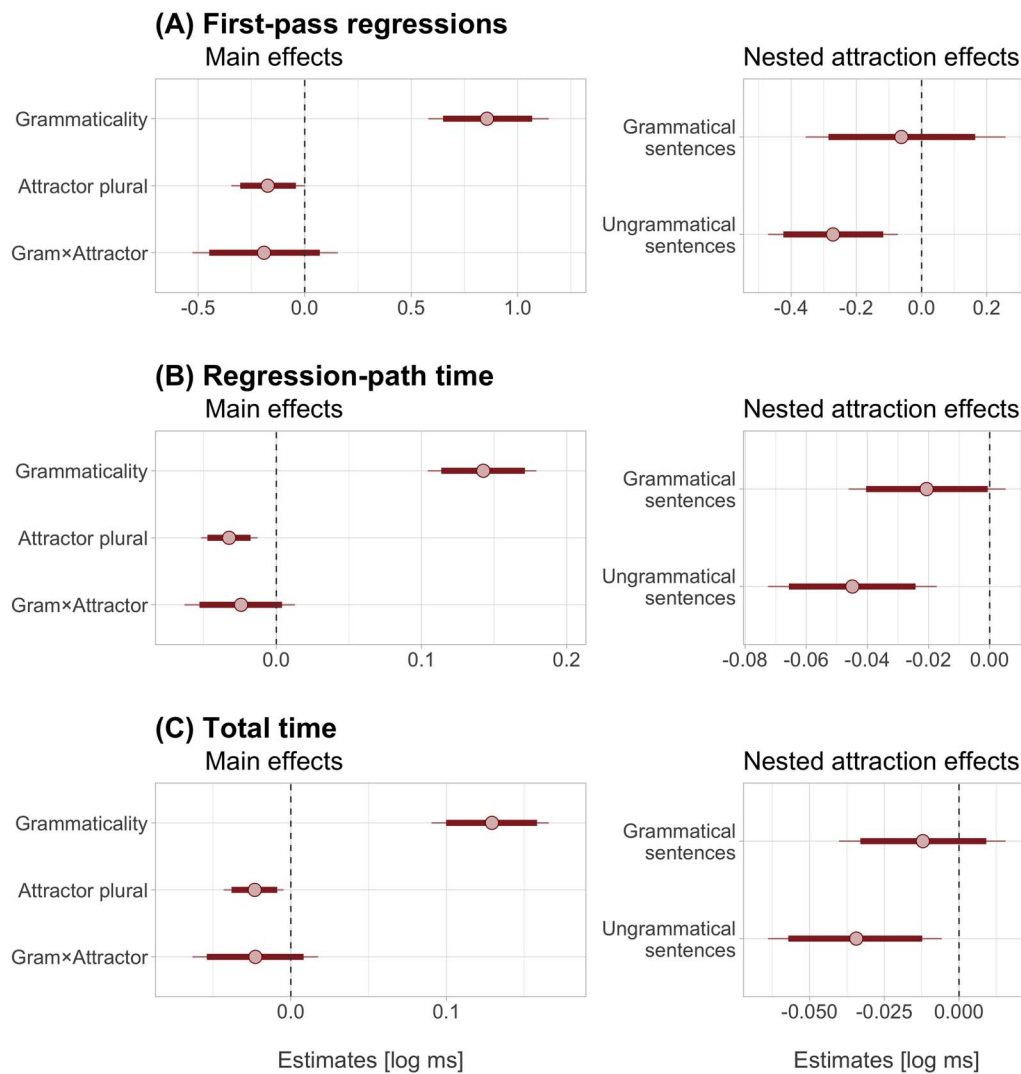 (A) First-pass regressions
Main effects
Nested attraction effects
Grammaticality
Attractor plural
Gram×Attractor
-0.5 0.0 0.5 1.0
Grammatical
sentences
Ungrammatical
sentences
-0.4 -0.2 0.0 0.2
(B) Regression-path time
Main effects
Nested attraction effects
Grammaticality
Attractor plural
Gram×Attractor
0.0 0.1 0.2
Grammatical
sentences
Ungrammatical
sentences
-0.08 -0.06 -0.04 -0.02 0.00
(C) Total time
Main effects
Nested attraction effects
Grammaticality
Attractor plural
Gram×Attractor
0.0 0.1
Estimates [log ms]
Grammatical
sentences
Ungrammatical
sentences
-0.050 -0.025 0.000
Estimates [log ms]